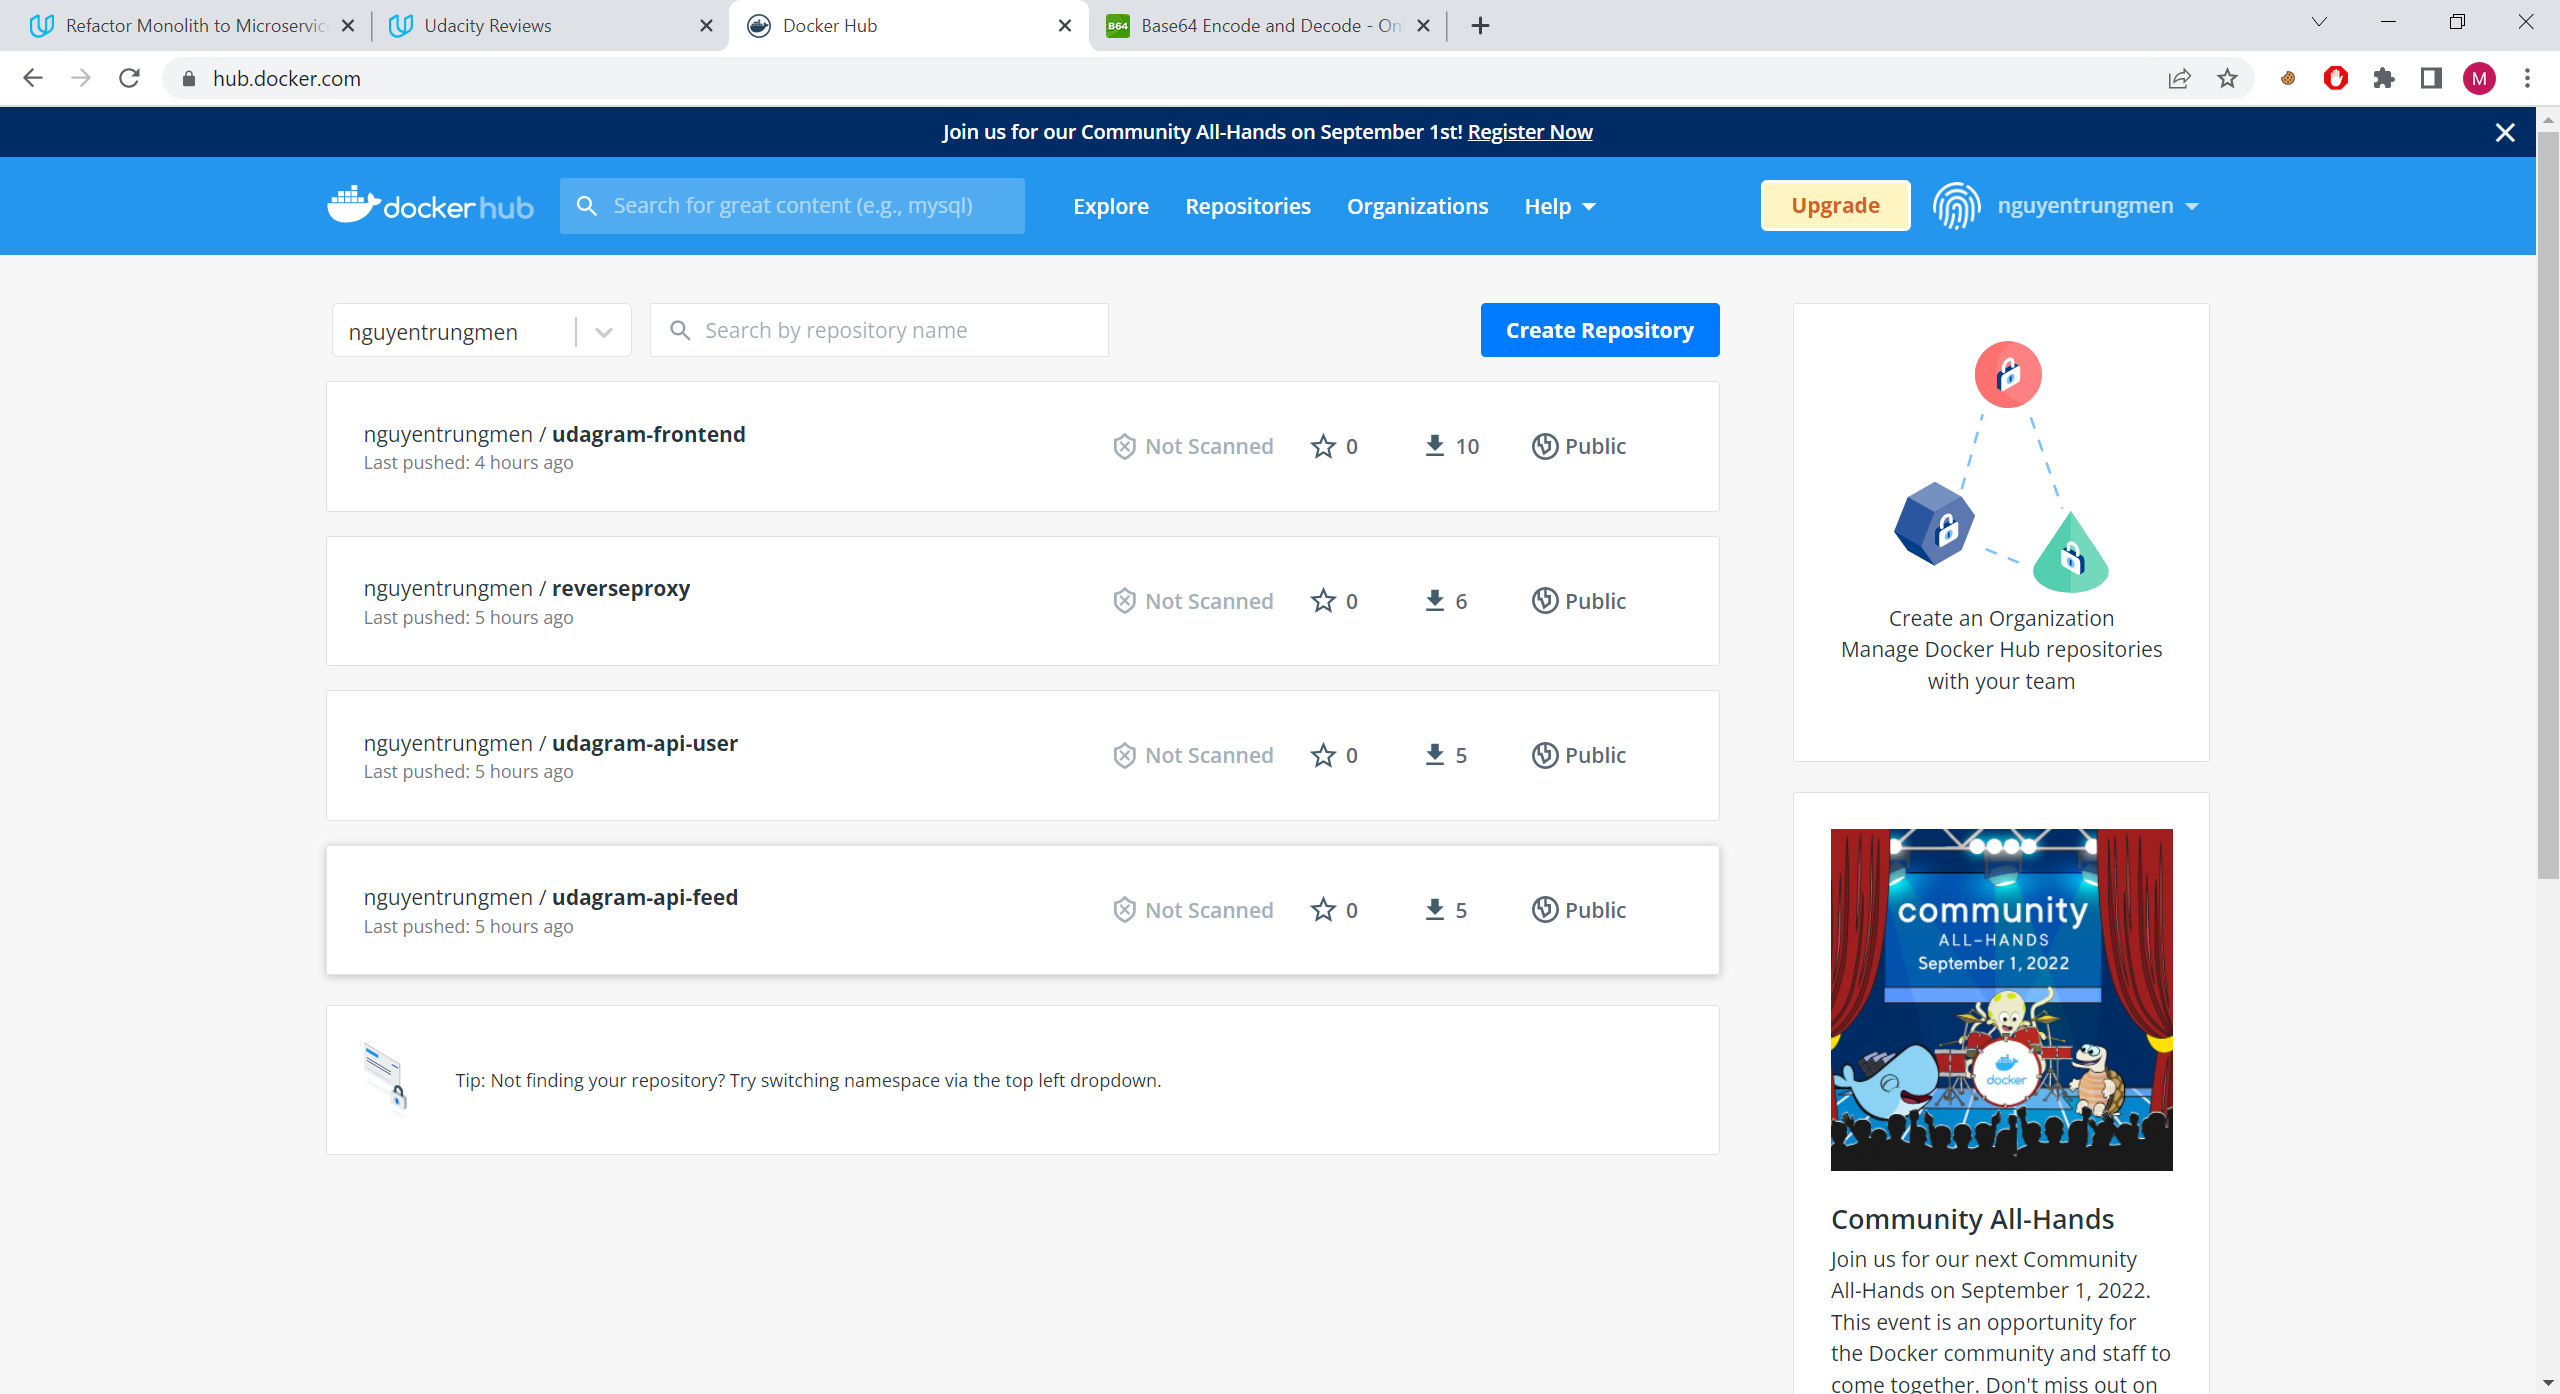 Refactor Monolith to Microservic
Udacity Reviews
Docker Hub
B64
Base64 Encode and Decode - Onl
hub.docker.com
M
Join us for our Community All-Hands on September 1st! Register Now
docker hub
Search for great content (e.g., mysql)
Explore
Repositories
Organizations
Help
Upgrade
nguyentrungmen
nguyentrungmen
Search by repository name
Create Repository
nguyentrungmen / udagram-frontend
Last pushed: 4 hours ago
Not Scanned
0
10
Public
nguyentrungmen / reverseproxy
Last pushed: 5 hours ago
Not Scanned
0
6
Public
nguyentrungmen / udagram-api-user
Last pushed: 5 hours ago
Not Scanned
0
5
Public
nguyentrungmen / udagram-api-feed
Last pushed: 5 hours ago
Not Scanned
0
5
Public
Tip: Not finding your repository? Try switching namespace via the top left dropdown.
Create an Organization
Manage Docker Hub repositories
with your team
community
ALL-HANDS
September 1, 2022
docker
Community All-Hands
Join us for our next Community
All-Hands on September 1, 2022.
This event is an opportunity for
the Docker community and staff to
come together. Don't miss out on